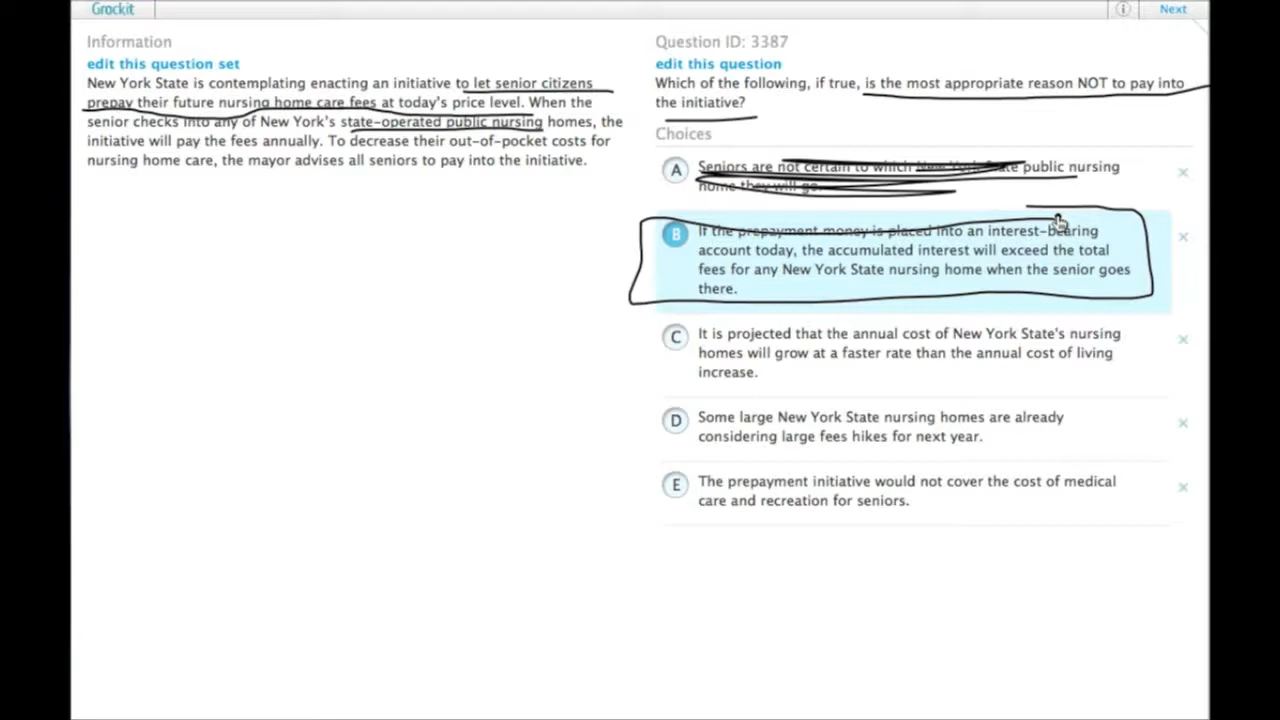 Grockit
i
Next
Information
edit this question set
New York State is contemplating enacting an initiative to let senior citizens
prepay their future nursing home care fees at today's price level. When the
senior checks into any of New York's state-operated public nursing homes, the
initiative will pay the fees annually. To decrease their out-of-pocket costs for
nursing home care, the mayor advises all seniors to pay into the initiative.
Question ID: 3387
edit this question
Which of the following, if true, is the most appropriate reason NOT to pay into
the initiative?
Choices
A
Seniors are not certain to which New York State public nursing
home they will go.
B
If the prepayment money is placed into an interest-bearing
account today, the accumulated interest will exceed the total
fees for any New York State nursing home when the senior goes
there.
C
It is projected that the annual cost of New York State's nursing
homes will grow at a faster rate than the annual cost of living
increase.
D
Some large New York State nursing homes are already
considering large fees hikes for next year.
E
The prepayment initiative would not cover the cost of medical
care and recreation for seniors.